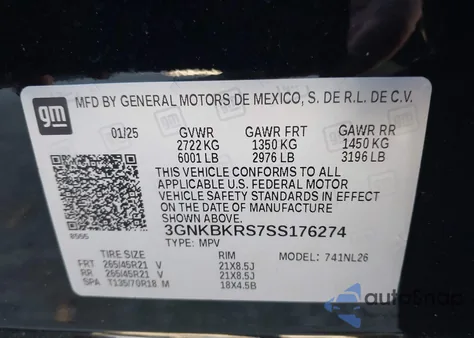 gm
MFD BY GENERAL MOTORS DE MEXICO, S. DE R.L. DE C.V.
01/25 GVWR GAWR FRT GAWR RR
2722 KG 1350 KG 1450 KG
6001 LB 2976 LB 3196 LB
THIS VEHICLE CONFORMS TO ALL
APPLICABLE U.S. FEDERAL MOTOR
VEHICLE SAFETY STANDARDS IN EFFECT
ON THE DATE OF MANUFACTURE SHOWN ABOVE.
3GNKBKRS7SS176274
TYPE: MPV
TIRE SIZE RIM MODEL: 741NL26
FRT 265/45R21 V 21X8.5J
RR 265/45R21 V 21X8.5J
SPA T135/70R18 M 18X4.5B
autoSnap